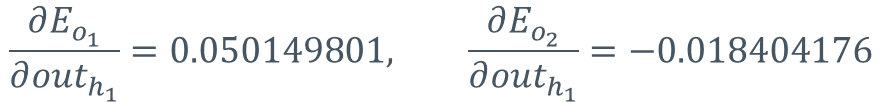 ∂E_{o_1}/∂out_{h_1} = 0.050149801, ∂E_{o_2}/∂out_{h_1} = −0.018404176